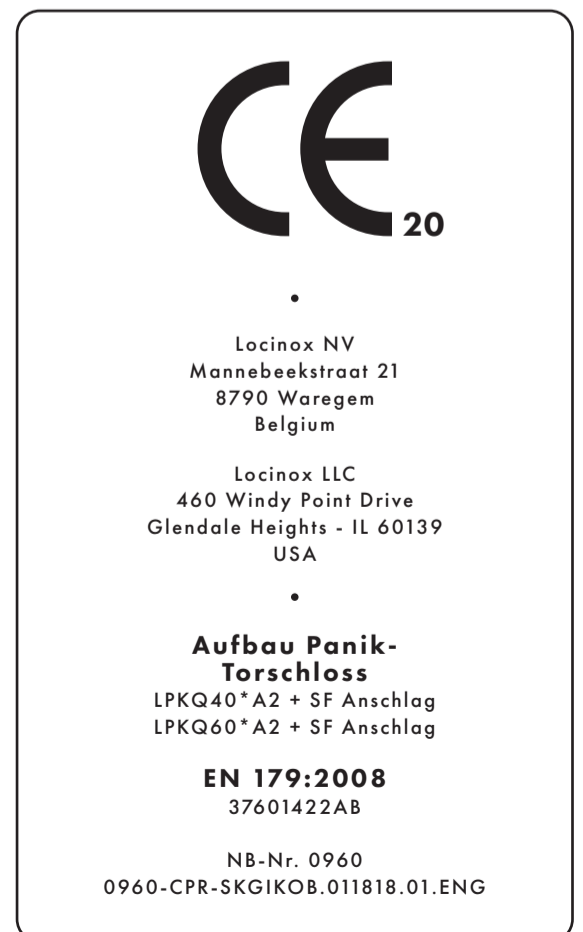 CE 20
Locinox NV
Mannebeekstraat 21
8790 Waregem
Belgium
Locinox LLC
460 Windy Point Drive
Glendale Heights - IL 60139
USA
Aufbau Panik-
Torschloss
LPKQ40*A2 + SF Anschlag
LPKQ60*A2 + SF Anschlag
EN 179:2008
37601422AB
NB-Nr. 0960
0960-CPR-SKGIKOB.011818.01.ENG